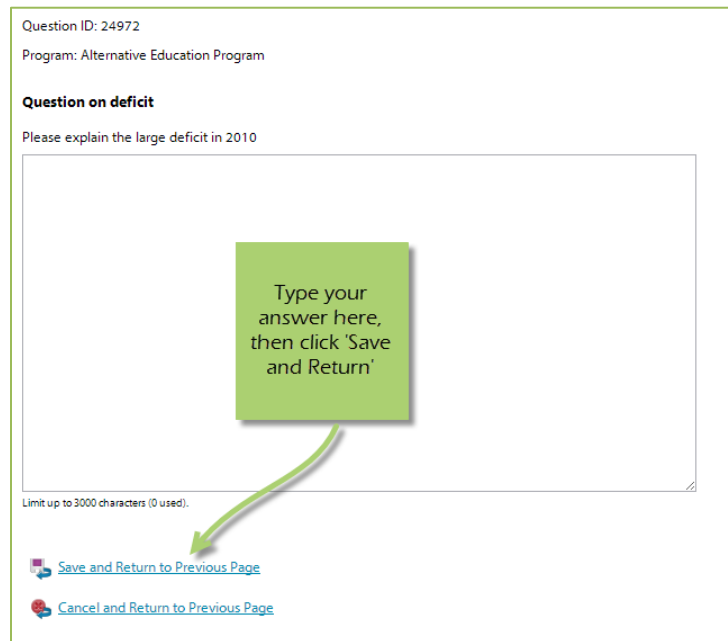 Question ID: 24972
Program: Alternative Education Program
Question on deficit
Please explain the large deficit in 2010
Type your
answer here,
then click 'Save
and Return'
Limit up to 3000 characters (0 used).
Save and Return to Previous Page
Cancel and Return to Previous Page